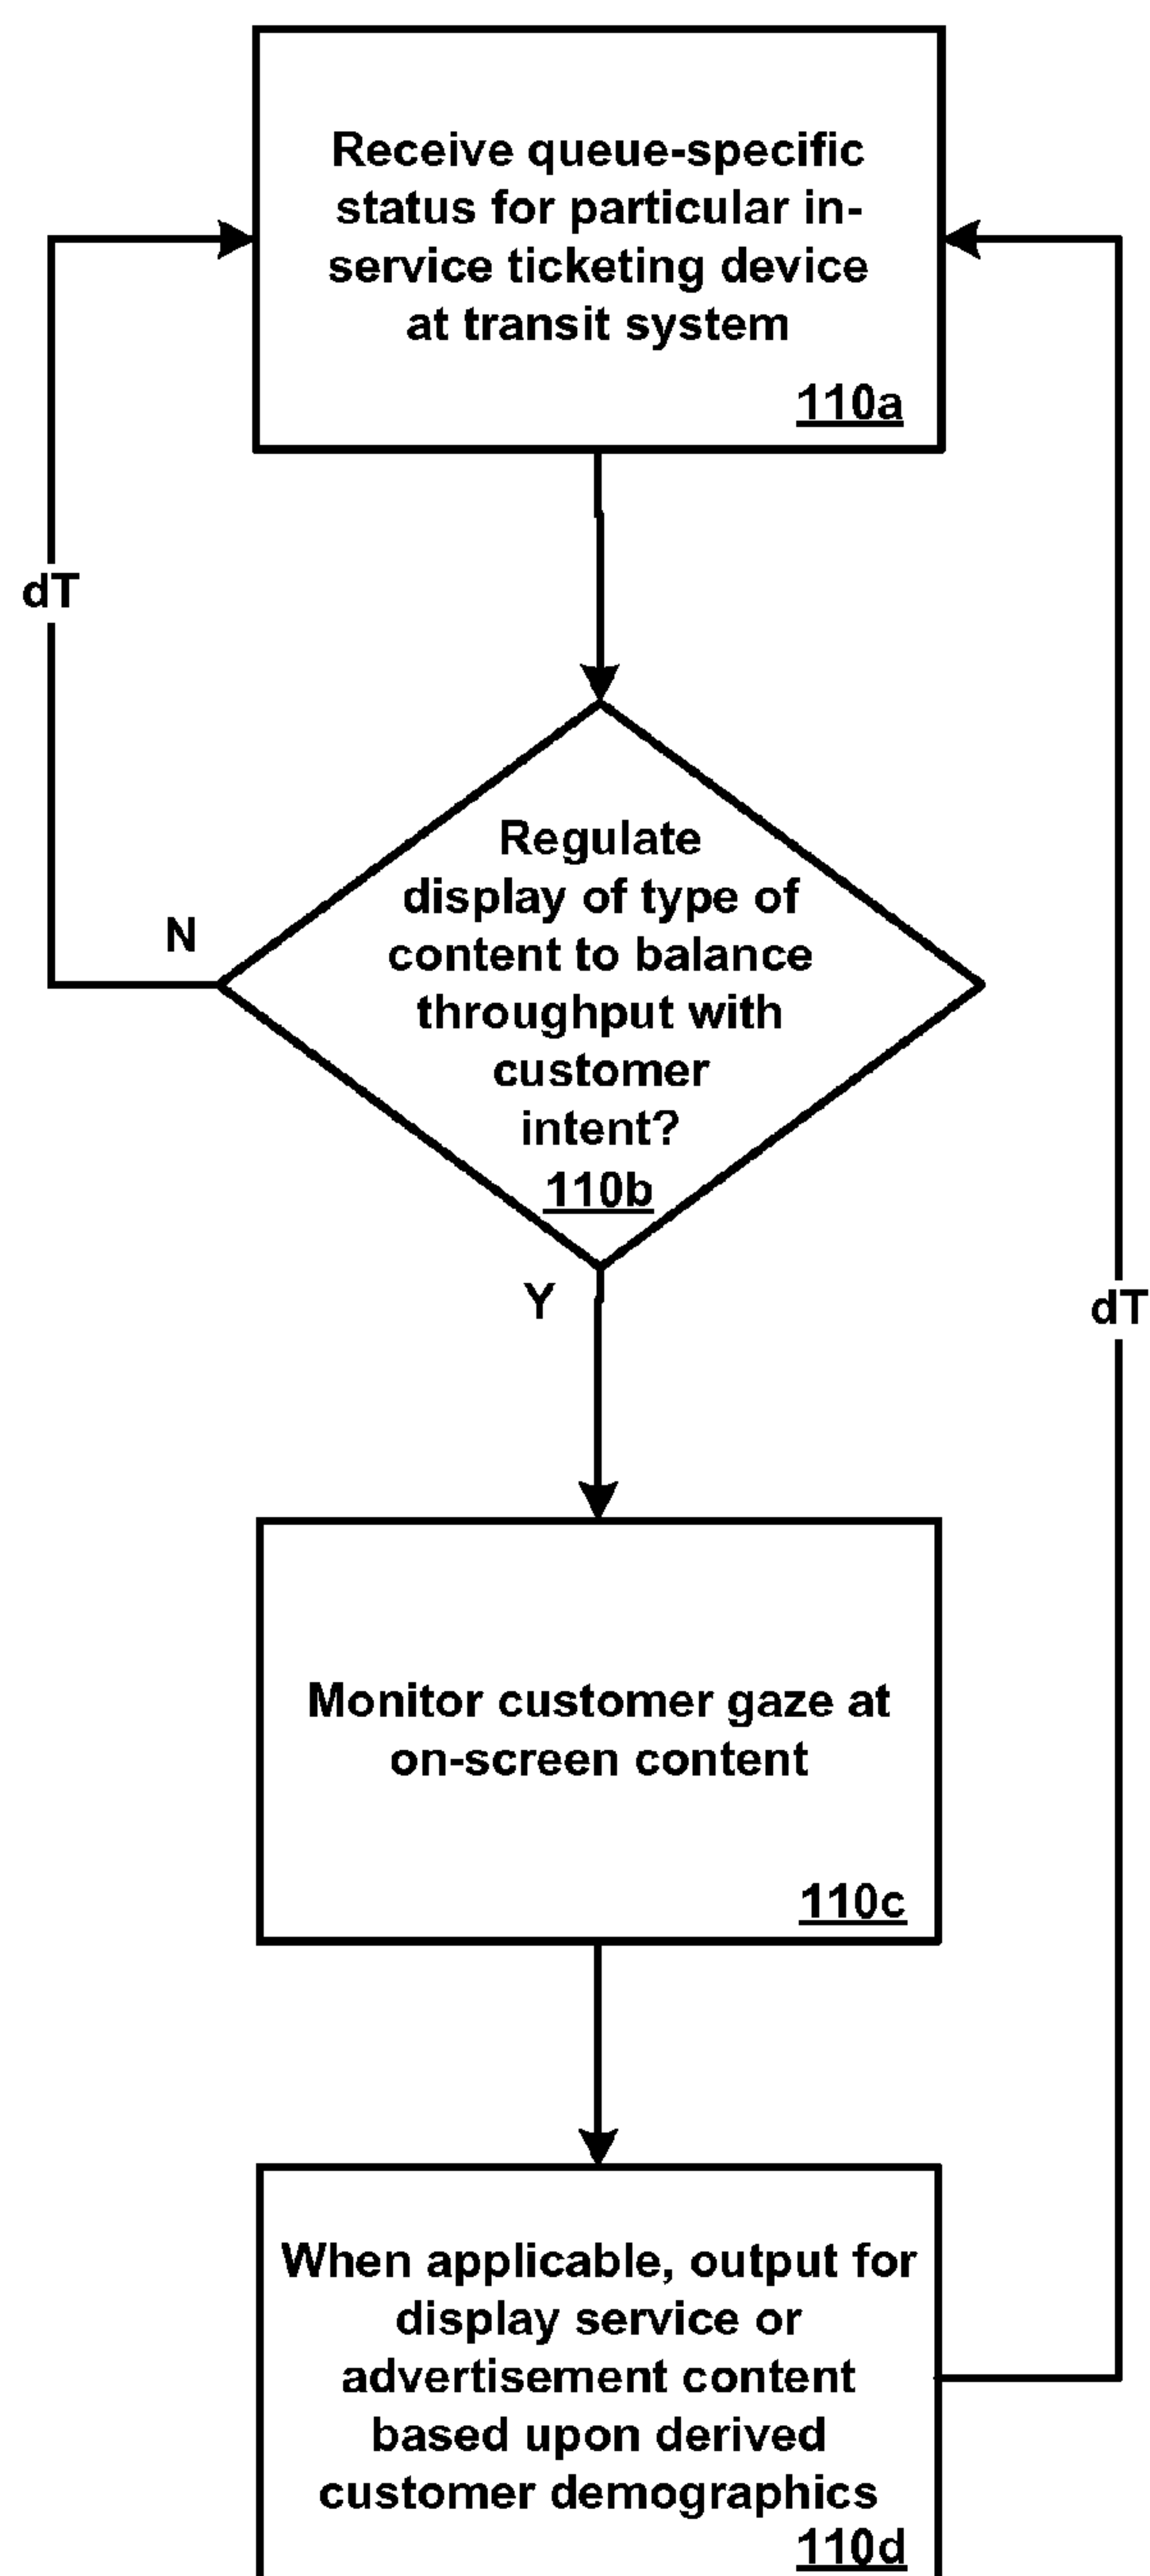 Receive queue-specific
status for particular in-
service ticketing device
at transit system
110a
dT
Regulate
display of type of
content to balance
throughput with
customer
intent?
110b
N
Y
dT
Monitor customer gaze at
on-screen content
110c
When applicable, output for
display service or
advertisement content
based upon derived
customer demographics
110d